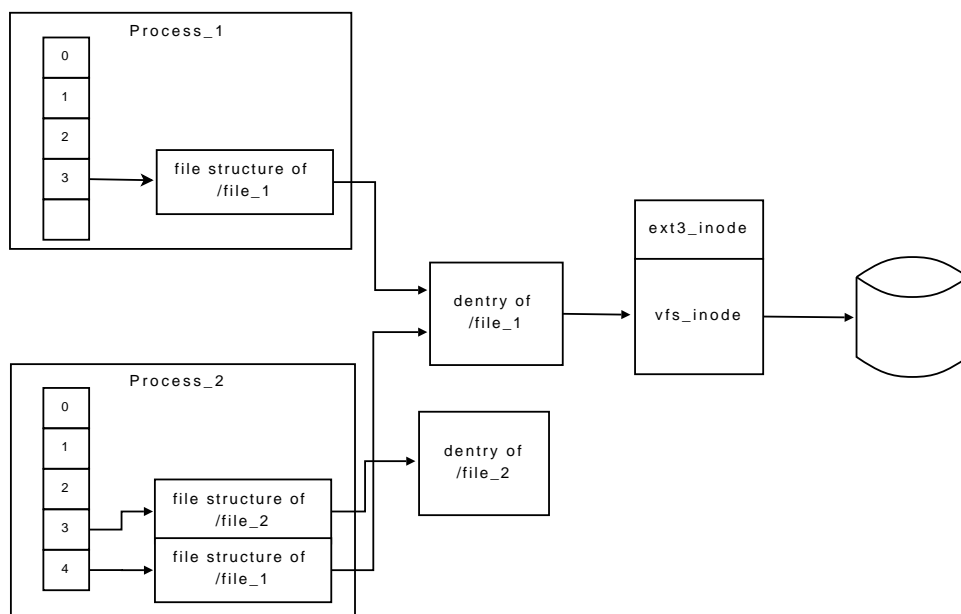 Process_1
0
1
2
3
file structure of
/file_1
ext3_inode
vfs_inode
dentry of
/file_1
Process_2
0
1
2
3
4
file structure of
/file_2
file structure of
/file_1
dentry of
/file_2